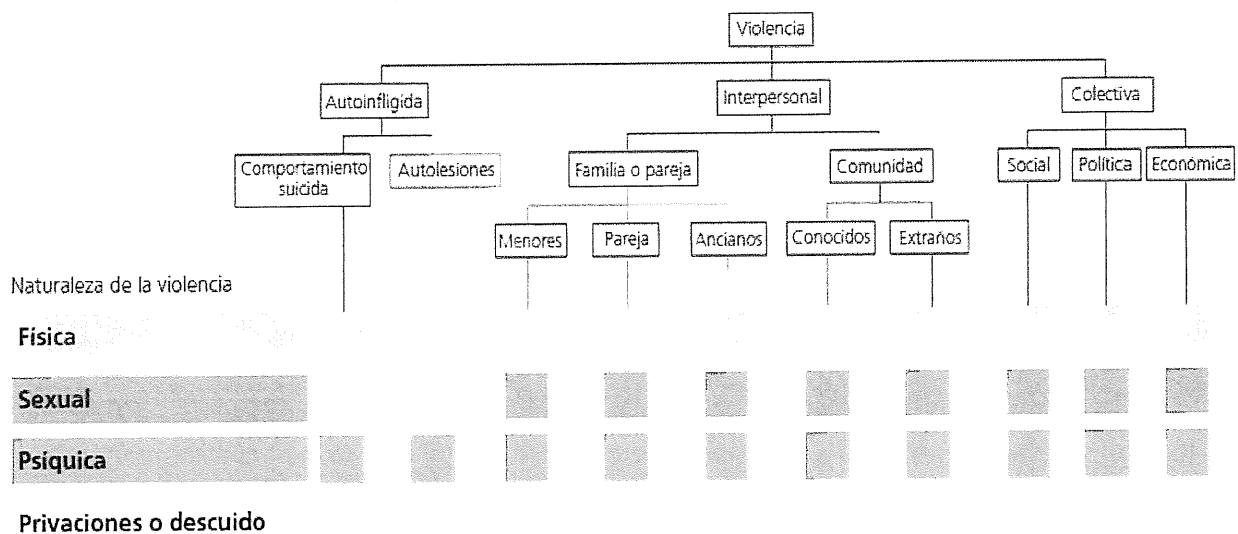 Violencia
Autoinfligida
Interpersonal
Colectiva
Comportamiento
suicida
Autolesiones
Familia o pareja
Comunidad
Social
Política
Económica
Menores
Pareja
Ancianos
Conocidos
Extraños
Naturaleza de la violencia
Física
Sexual
Psíquica
Privaciones o descuido